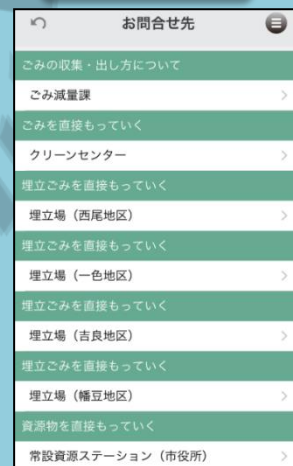 お問合せ先
ごみの収集・出し方について
ごみ減量課
ごみを直接もっていく
クリーンセンター
埋立ごみを直接もっていく
埋立場（西尾地区）
埋立ごみを直接もっていく
埋立場（一色地区）
埋立ごみを直接もっていく
埋立場（吉良地区）
埋立ごみを直接もっていく
埋立場（幡豆地区）
資源物を直接もっていく
常設資源ステーション（市役所）